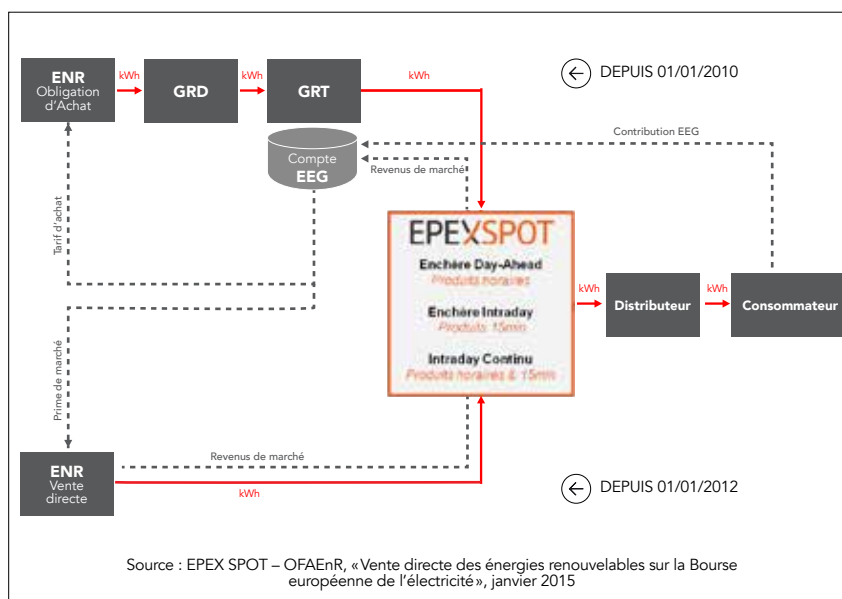 ENR
Obligation
d'Achat
kWh
GRD
kWh
GRT
kWh
DEPUIS 01/01/2010
Contribution EEG
Compte
EEG
Revenus de marché
Tarif d'achat
EPEXSPOT
Enchère Day-Ahead
Produits horaires
Enchère Intraday
Produits 15min
Intraday Continu
Produits horaires & 15min
kWh
Distributeur
kWh
Consommateur
Prime de marché
ENR
Vente
directe
Revenus de marché
kWh
DEPUIS 01/01/2012
Source : EPEX SPOT – OFAEnR, «Vente directe des énergies renouvelables sur la Bourse
européenne de l'électricité», janvier 2015